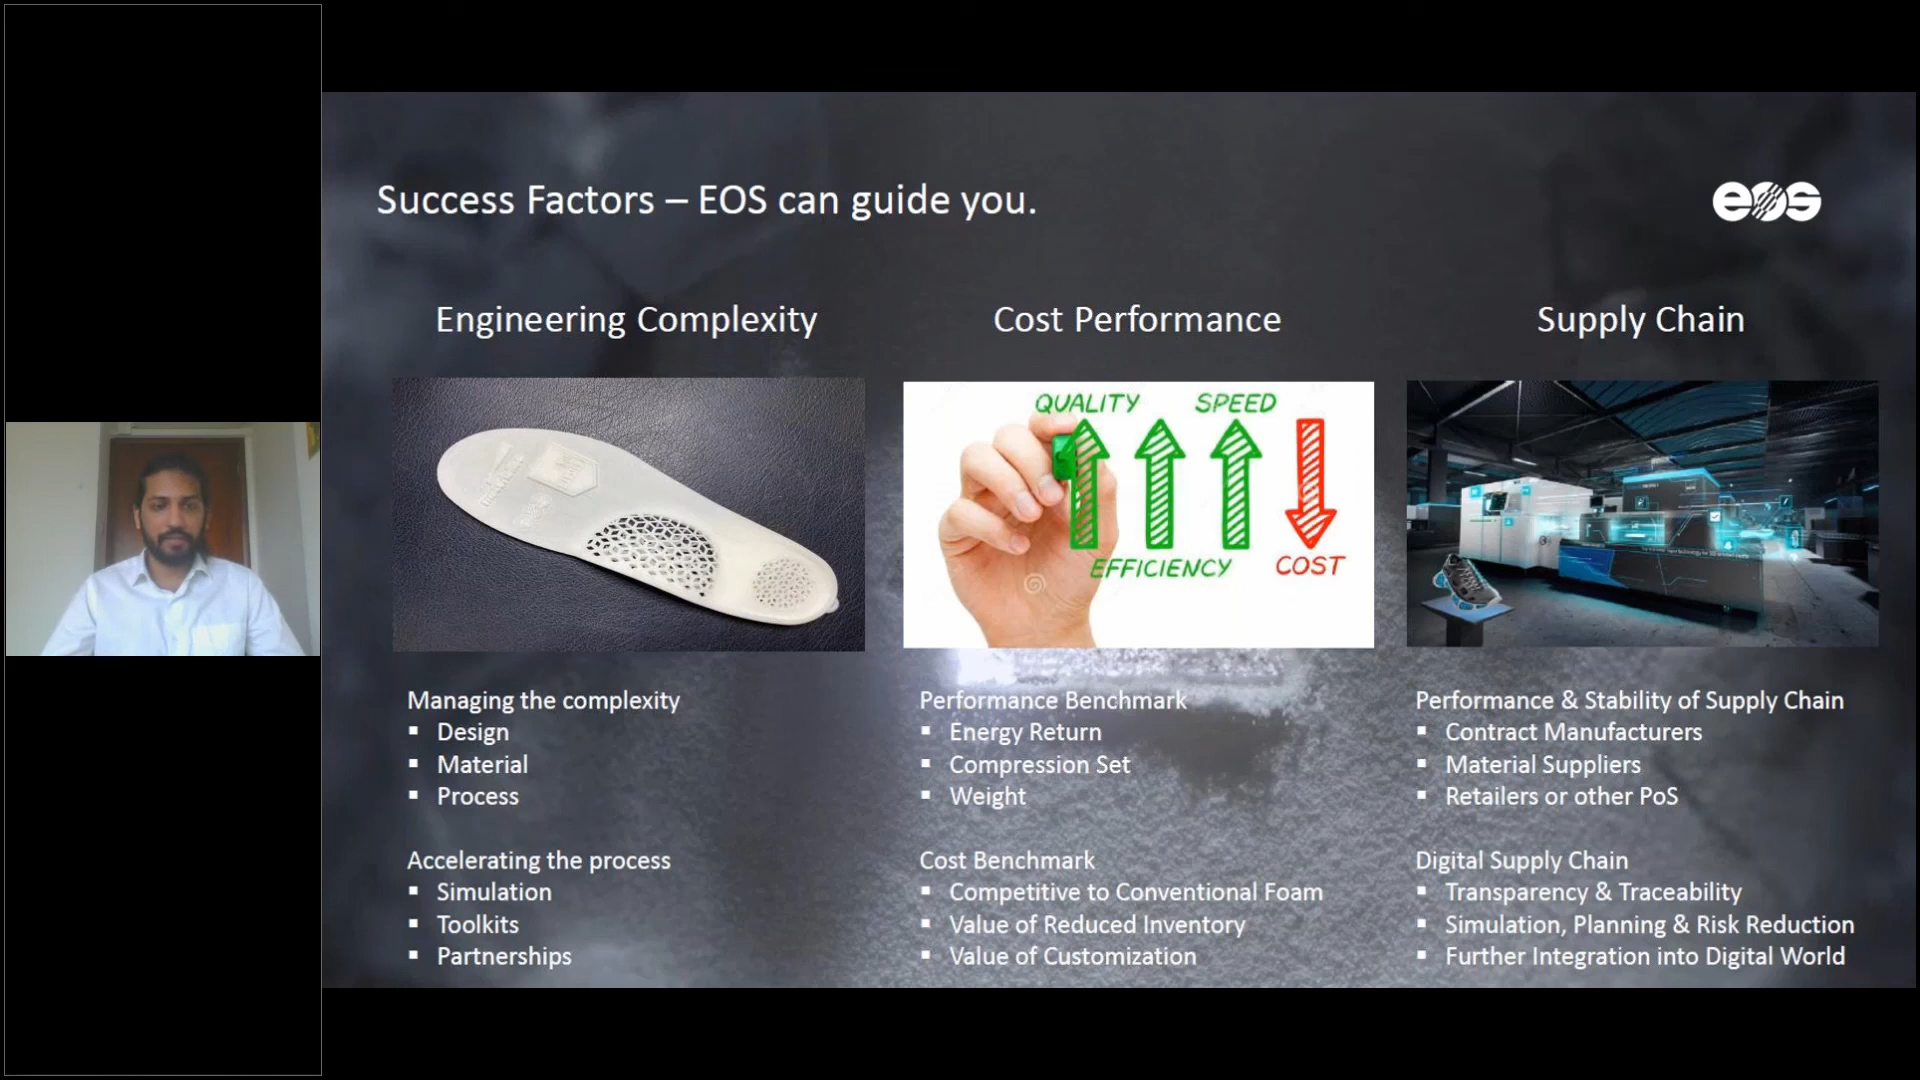 Success Factors – EOS can guide you.
eos
Engineering Complexity
Cost Performance
Supply Chain
QUALITY
SPEED
EFFICIENCY
COST
Managing the complexity
▪ Design
▪ Material
▪ Process
Accelerating the process
▪ Simulation
▪ Toolkits
▪ Partnerships
Performance Benchmark
▪ Energy Return
▪ Compression Set
▪ Weight
Cost Benchmark
▪ Competitive to Conventional Foam
▪ Value of Reduced Inventory
▪ Value of Customization
Performance & Stability of Supply Chain
▪ Contract Manufacturers
▪ Material Suppliers
▪ Retailers or other PoS
Digital Supply Chain
▪ Transparency & Traceability
▪ Simulation, Planning & Risk Reduction
▪ Further Integration into Digital World